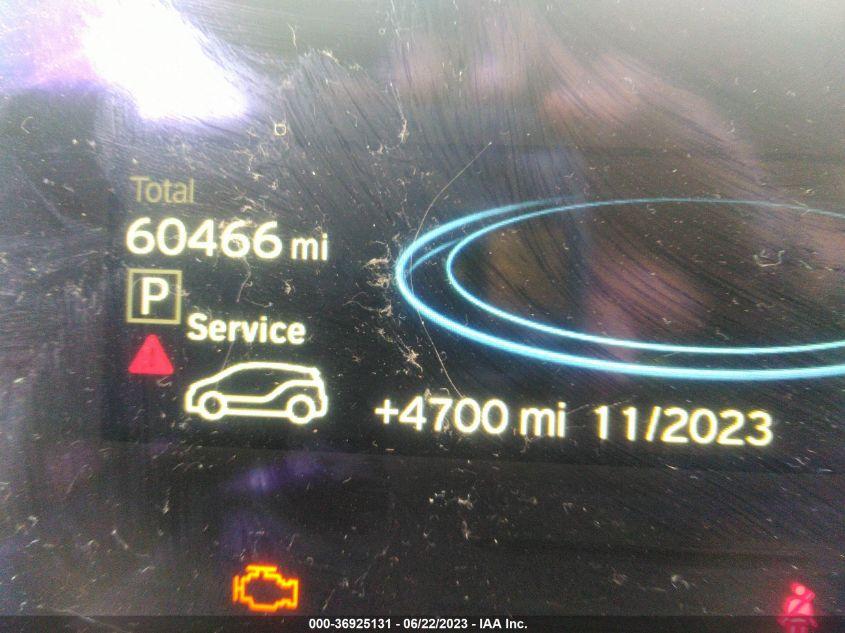 Total
60466 mi
P
Service
+4700 mi 11/2023
000-36925131 - 06/22/2023 - IAA Inc.